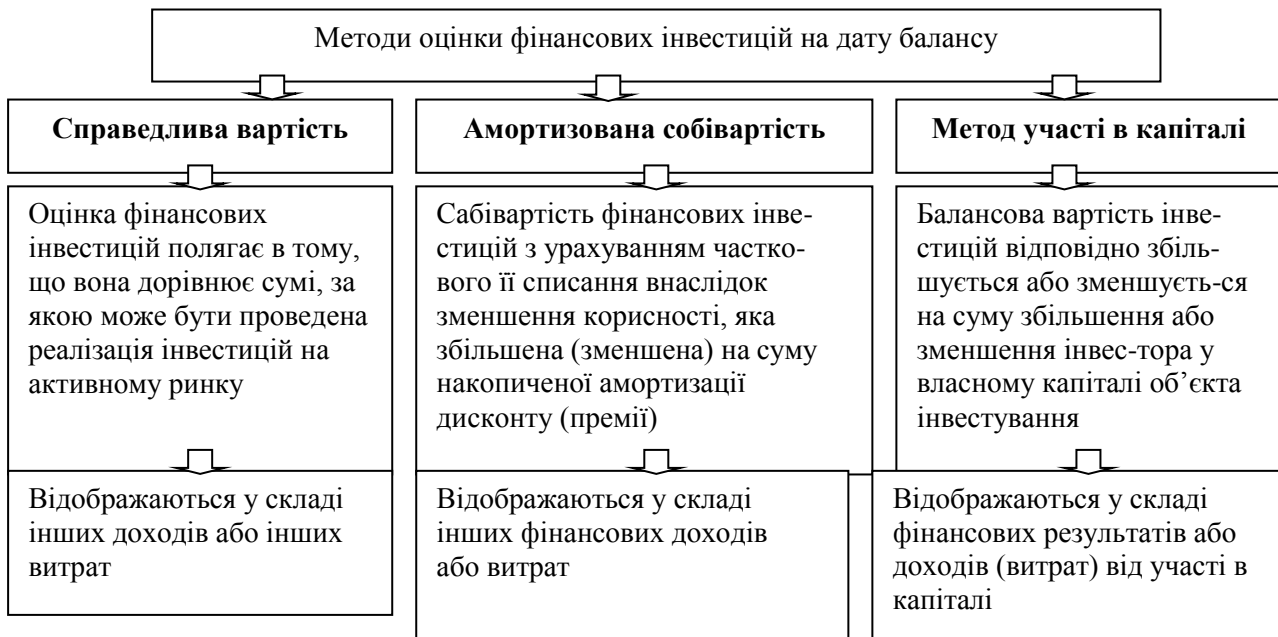 Методи оцінки фінансових інвестицій на дату балансу
Справедлива вартість
Амортизована собівартість
Метод участі в капіталі
Оцінка фінансових
інвестицій полягає в тому,
що вона дорівнює сумі, за
якою може бути проведена
реалізація інвестицій на
активному ринку
Сабівартість фінансових інве-
стицій з урахуванням частко-
вого її списання внаслідок
зменшення корисності, яка
збільшена (зменшена) на суму
накопиченої амортизації
дисконту (премії)
Балансова вартість інве-
стицій відповідно збіль-
шується або зменшуєть-ся
на суму збільшення або
зменшення інвес-тора у
власному капіталі об’єкта
інвестування
Відображаються у складі
інших доходів або інших
витрат
Відображаються у складі
інших фінансових доходів
або витрат
Відображаються у складі
фінансових результатів або
доходів (витрат) від участі в
капіталі